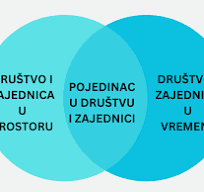 RUŠTVO I
AJEDNICA
U
ROSTORU
POJEDINAC
U DRUŠTVU
I ZAJEDNICI
DRUŠTV
ZAJEDNI
U
VREMEN